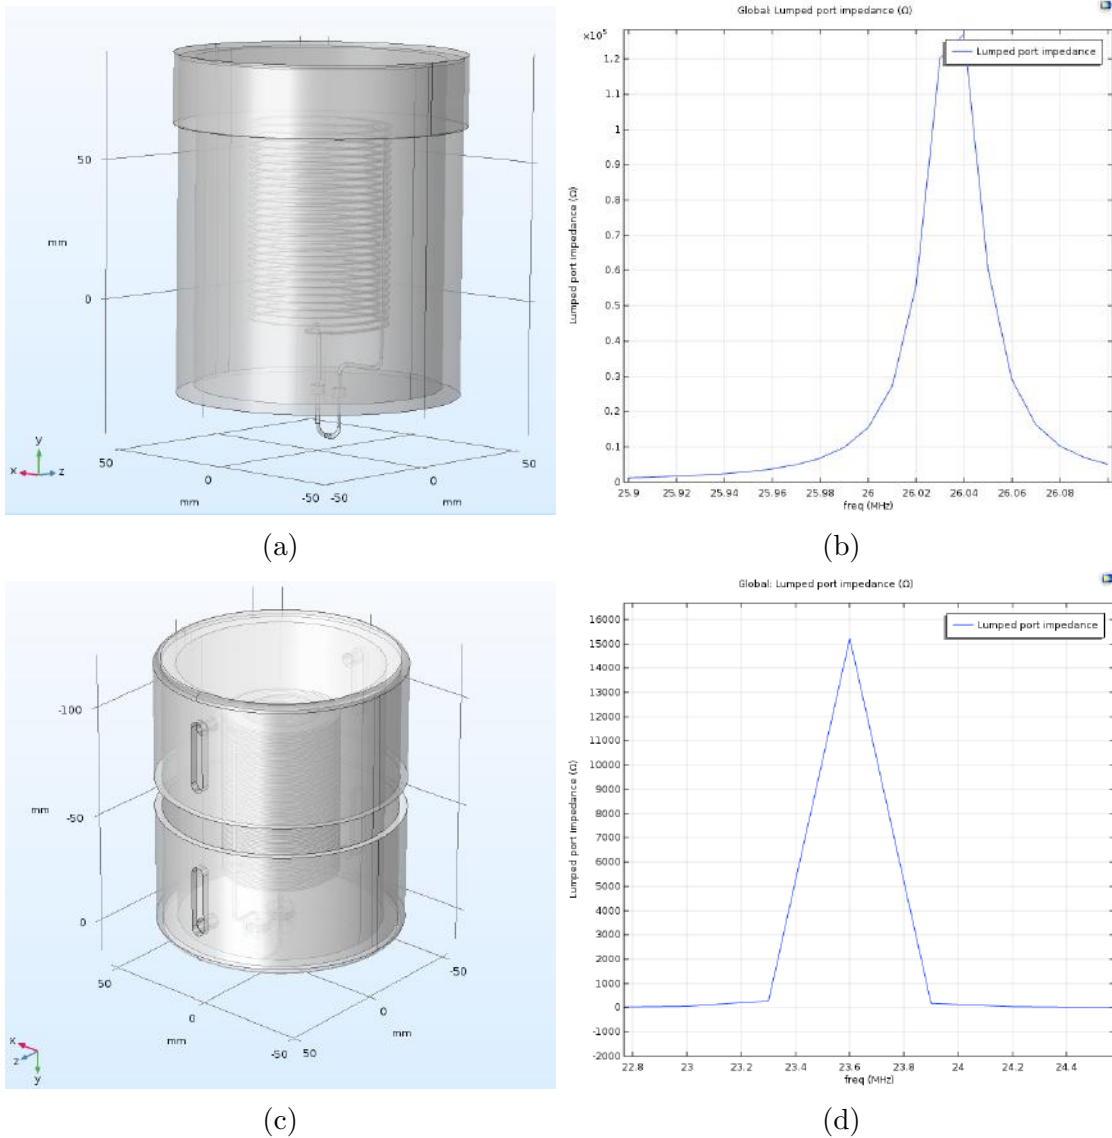 50
0
mm
y
x
z
50
0
mm
-50
-50
0
mm
50
(a)
Global: Lumped port impedance (Ω)
×10⁵
Lumped port impedance
1.2
1.1
1
0.9
0.8
0.7
0.6
0.5
0.4
0.3
0.2
0.1
0
Lumped port impedance (Ω)
25.9 25.92 25.94 25.96 25.98 26 26.02 26.04 26.06 26.08
freq (MHz)
(b)
-100
mm
-50
0
50
0
mm
-50
50
0
mm
-50
x
z
y
(c)
Global: Lumped port impedance (Ω)
Lumped port impedance
16000
15000
14000
13000
12000
11000
10000
9000
8000
7000
6000
5000
4000
3000
2000
1000
0
-1000
-2000
Lumped port impedance (Ω)
22.8 23 23.2 23.4 23.6 23.8 24 24.2 24.4
freq (MHz)
(d)